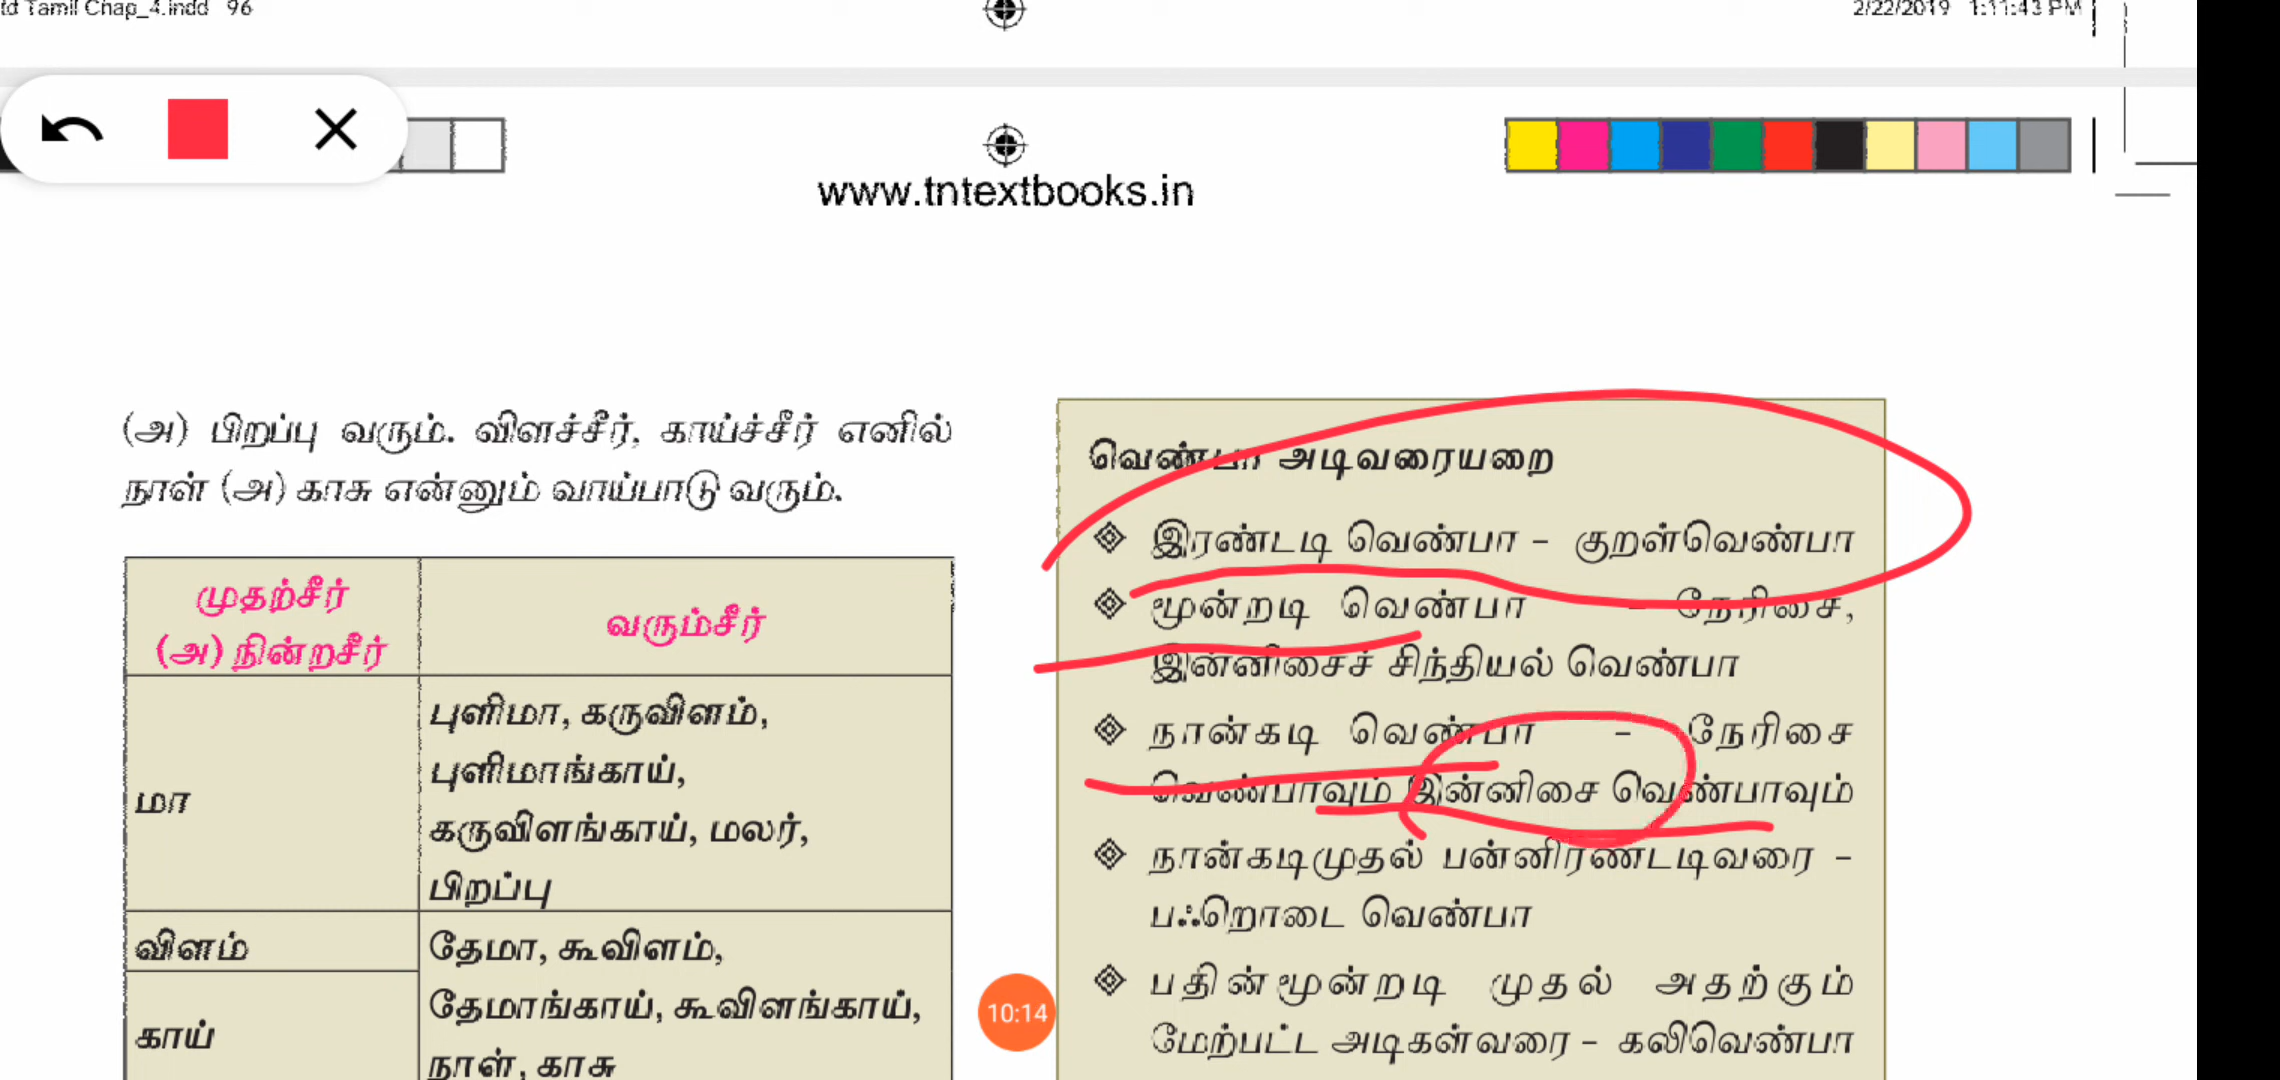 td Tamil Chap_4.indd 96
2/22/2019 1:11:43 PM
www.tntextbooks.in
(அ) பிறப்பு வரும். விளச்சீர், காய்ச்சீர் எனில்
நாள் (அ) காசு என்னும் வாய்பாடு வரும்.
முதற்சீர்
(அ) நின்றசீர்
வரும்சீர்
மா
புளிமா, கருவிளம்,
புளிமாங்காய்,
கருவிளங்காய், மலர்,
பிறப்பு
விளம்
காய்
தேமா, கூவிளம்,
தேமாங்காய், கூவிளங்காய்,
நாள், காசு
வெண்பா அடிவரையறை
இரண்டடி வெண்பா - குறள்வெண்பா
மூன்றடி வெண்பா - நேரிசை,
இன்னிசைச் சிந்தியல் வெண்பா
நான்கடி வெண்பா - நேரிசை
வெண்பாவும் இன்னிசை வெண்பாவும்
நான்கடிமுதல் பன்னிரண்டடிவரை -
பஃறொடை வெண்பா
பதின்மூன்றடி முதல் அதற்கும்
மேற்பட்ட அடிகள்வரை - கலிவெண்பா
10:14